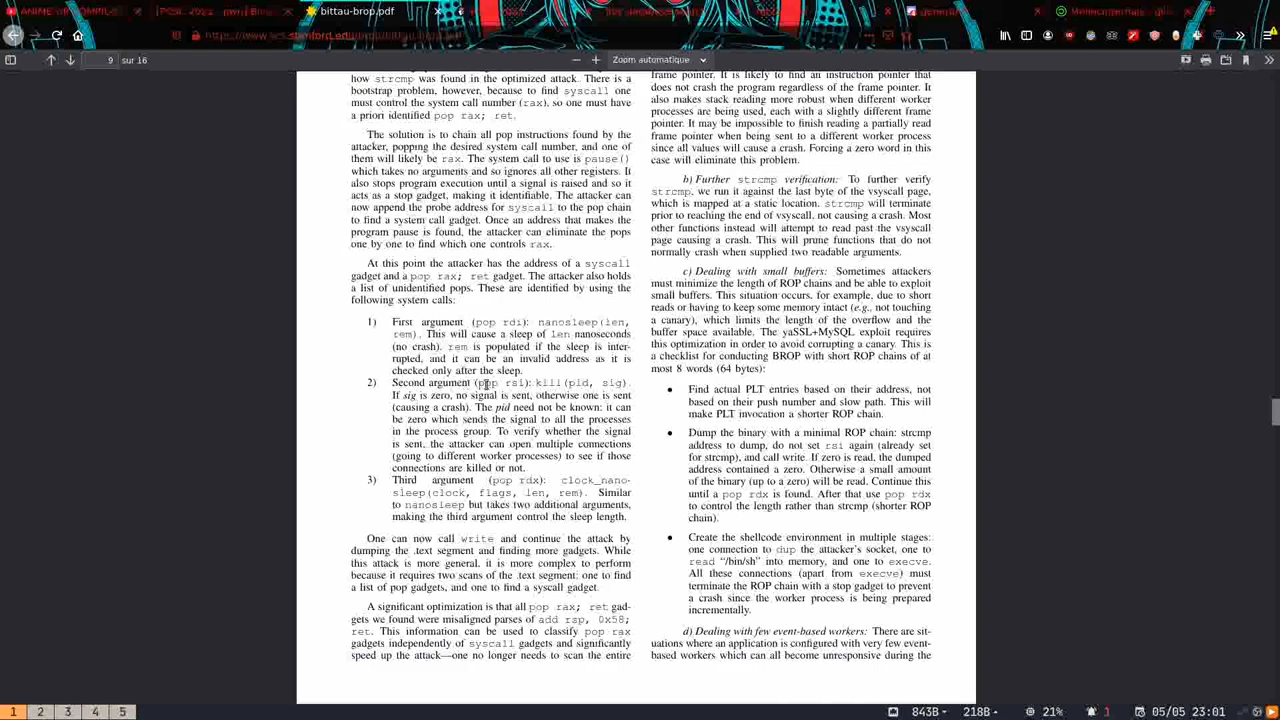 bittau-brop.pdf
9 sur 16
Zoom automatique
how strcmp was found in the optimized attack. There is a
bootstrap problem, however, because to find syscall one
must control the system call number (rax), so one must have
a priori identified pop rax; ret.
The solution is to chain all pop instructions found by the
attacker, popping the desired system call number, and one of
them will likely be rax. The system call to use is pause()
which takes no arguments and so ignores all other registers. It
also stops program execution until a signal is raised and so it
acts as a stop gadget, making it identifiable. The attacker can
now append the probe address for syscall to the pop chain
to find a system call gadget. Once an address that makes the
program pause is found, the attacker can eliminate the pops
one by one to find which one controls rax.
At this point the attacker has the address of a syscall
gadget and a pop rax; ret gadget. The attacker also holds
a list of unidentified pops. These are identified by using the
following system calls:
1) First argument (pop rdi): nanosleep(len,
rem). This will cause a sleep of len nanoseconds
(no crash). rem is populated if the sleep is inter-
rupted, and it can be an invalid address as it is
checked only after the sleep.
2) Second argument (pop rsi): kill(pid, sig).
If sig is zero, no signal is sent, otherwise one is sent
(causing a crash). The pid need not be known: it can
be zero which sends the signal to all the processes
in the process group. To verify whether the signal
is sent, the attacker can open multiple connections
(going to different worker processes) to see if those
connections are killed or not.
3) Third argument (pop rdx): clock_nano-
sleep(clock, flags, len, rem). Similar
to nanosleep but takes two additional arguments,
making the third argument control the sleep length.
One can now call write and continue the attack by
dumping the .text segment and finding more gadgets. While
this attack is more general, it is more complex to perform
because it requires two scans of the .text segment: one to find
a list of pop gadgets, and one to find a syscall gadget.
A significant optimization is that all pop rax; ret gad-
gets we found were misaligned parses of add rsp, 0x58;
ret. This information can be used to classify pop rax
gadgets independently of syscall gadgets and significantly
speed up the attack—one no longer needs to scan the entire
frame pointer. It is likely to find an instruction pointer that
does not crash the program regardless of the frame pointer. It
also makes stack reading more robust when different worker
processes are being used, each with a slightly different frame
pointer. It may be impossible to finish reading a partially read
frame pointer when being sent to a different worker process
since all values will cause a crash. Forcing a zero word in this
case will eliminate this problem.
b) Further strcmp verification: To further verify
strcmp, we run it against the last byte of the vsyscall page,
which is mapped at a static location. strcmp will terminate
prior to reaching the end of vsyscall, not causing a crash. Most
other functions instead will attempt to read past the vsyscall
page causing a crash. This will prune functions that do not
normally crash when supplied two readable arguments.
c) Dealing with small buffers: Sometimes attackers
must minimize the length of ROP chains and be able to exploit
small buffers. This situation occurs, for example, due to short
reads or having to keep some memory intact (e.g., not touching
a canary), which limits the length of the overflow and the
buffer space available. The yaSSL+MySQL exploit requires
this optimization in order to avoid corrupting a canary. This is
a checklist for conducting BROP with short ROP chains of at
most 8 words (64 bytes):
• Find actual PLT entries based on their address, not
based on their push number and slow path. This will
make PLT invocation a shorter ROP chain.
• Dump the binary with a minimal ROP chain: strcmp
address to dump, do not set rsi again (already set
for strcmp), and call write. If zero is read, the dumped
address contained a zero. Otherwise a small amount
of the binary (up to a zero) will be read. Continue this
until a pop rdx is found. After that use pop rdx
to control the length rather than strcmp (shorter ROP
chain).
• Create the shellcode environment in multiple stages:
one connection to dup the attacker's socket, one to
read “/bin/sh” into memory, and one to execve.
All these connections (apart from execve) must
terminate the ROP chain with a stop gadget to prevent
a crash since the worker process is being prepared
incrementally.
d) Dealing with few event-based workers: There are sit-
uations where an application is configured with very few event-
based workers which can all become unresponsive during the
1 2 3 4 5
843B 218B 21% 05/05 23:01